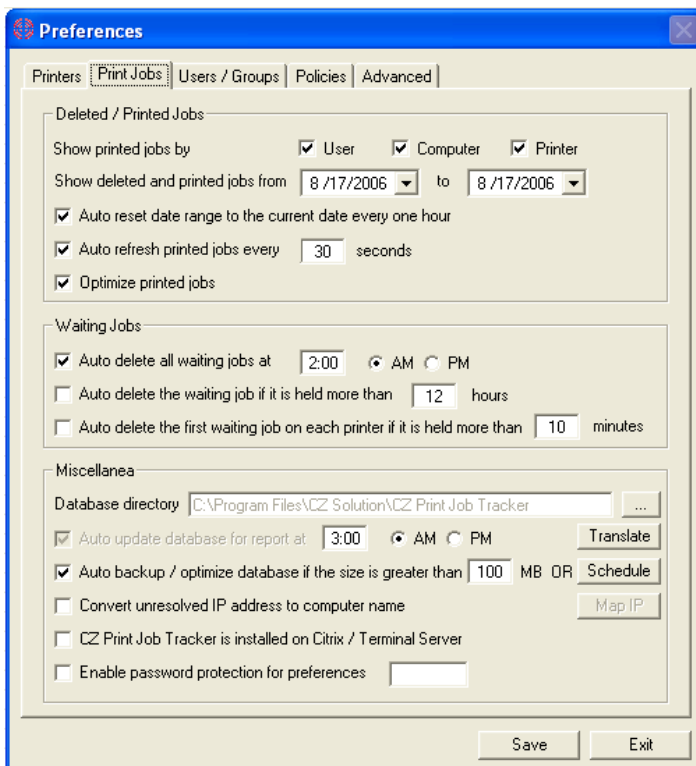 Preferences
Printers Print Jobs Users / Groups Policies Advanced
Deleted / Printed Jobs
Show printed jobs by User Computer Printer
Show deleted and printed jobs from 8 /17/2006 to 8 /17/2006
Auto reset date range to the current date every one hour
Auto refresh printed jobs every 30 seconds
Optimize printed jobs
Waiting Jobs
Auto delete all waiting jobs at 2:00 AM PM
Auto delete the waiting job if it is held more than 12 hours
Auto delete the first waiting job on each printer if it is held more than 10 minutes
Miscellanea
Database directory C:\Program Files\CZ Solution\CZ Print Job Tracker ...
Auto update database for report at 3:00 AM PM Translate
Auto backup / optimize database if the size is greater than 100 MB OR Schedule
Convert unresolved IP address to computer name Map IP
CZ Print Job Tracker is installed on Citrix / Terminal Server
Enable password protection for preferences
Save Exit